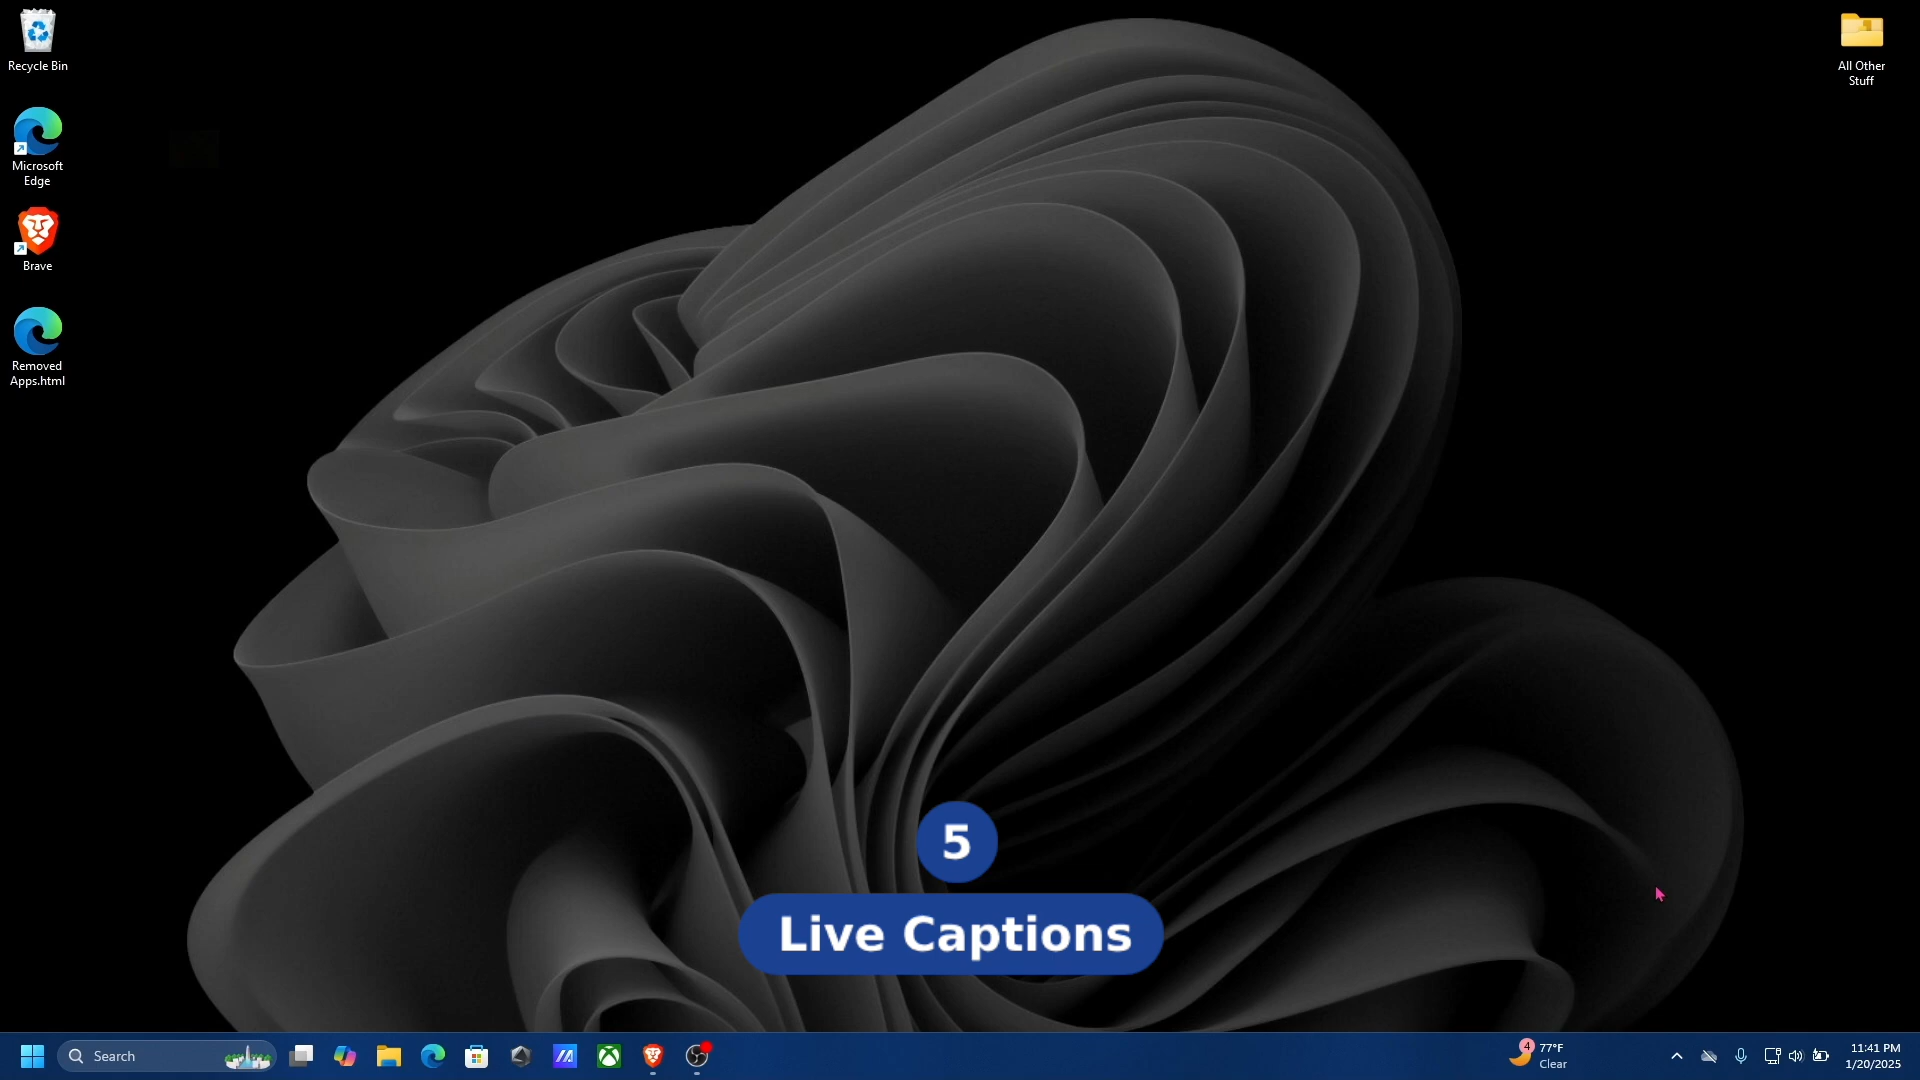 Recycle Bin
Microsoft
Edge
Brave
Removed
Apps.html
All Other
Stuff
5
Live Captions
Search
4
77°F
Clear
11:41 PM
1/20/2025